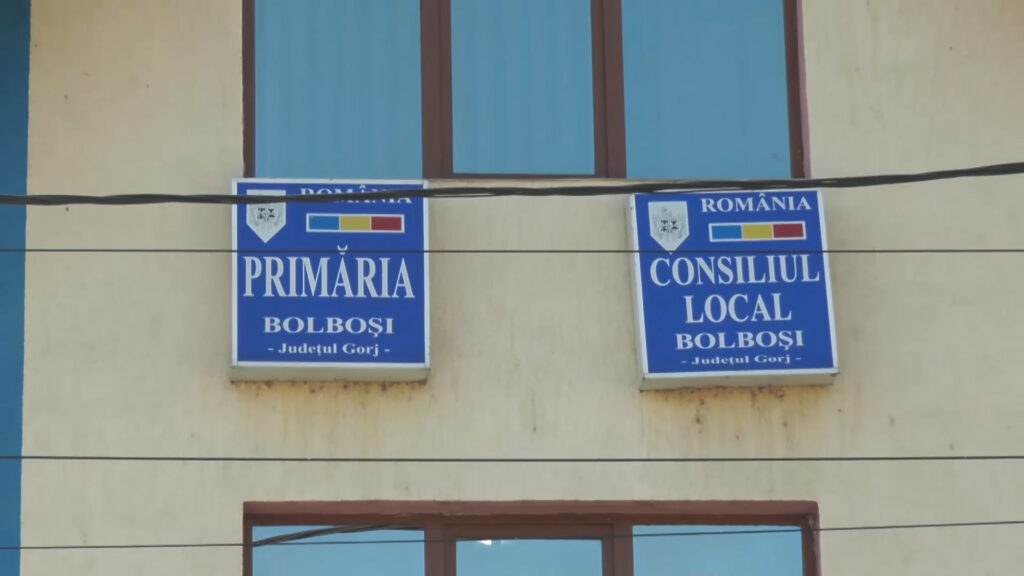 ROMÂNIA
PRIMĂRIA
BOLBOŞI
- Judeţul Gorj -
ROMÂNIA
CONSILIUL
LOCAL
BOLBOŞI
- Judeţul Gorj -